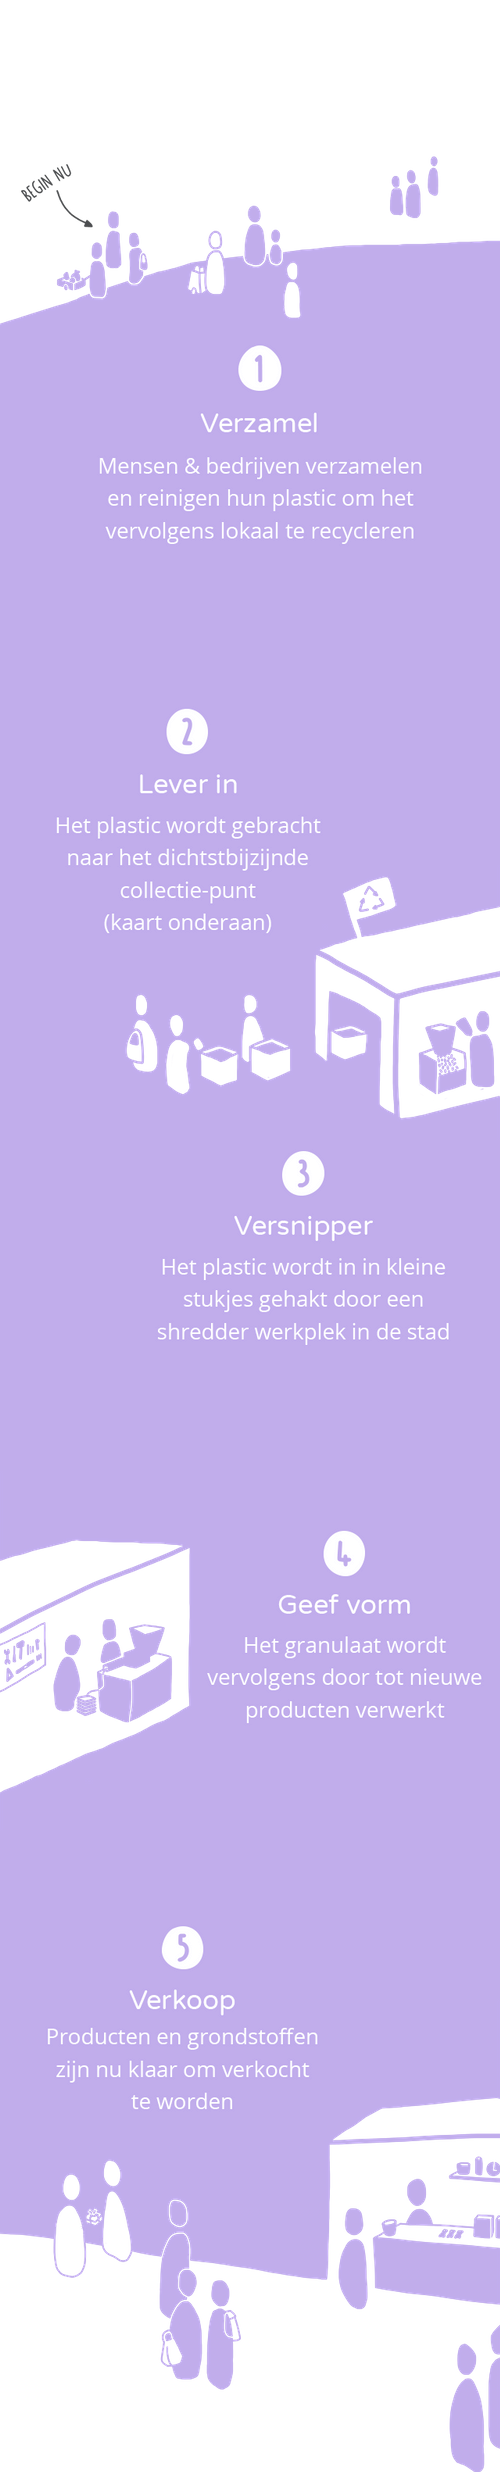 BEGIN NU
1
Verzamel
Mensen & bedrijven verzamelen
en reinigen hun plastic om het
vervolgens lokaal te recycleren
2
Lever in
Het plastic wordt gebracht
naar het dichtstbijzijnde
collectie-punt
(kaart onderaan)
3
Versnipper
Het plastic wordt in in kleine
stukjes gehakt door een
shredder werkplek in de stad
4
Geef vorm
Het granulaat wordt
vervolgens door tot nieuwe
producten verwerkt
5
Verkoop
Producten en grondstoffen
zijn nu klaar om verkocht
te worden